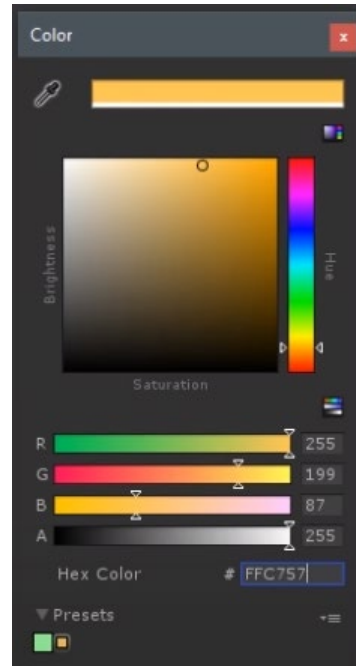 Color
x
Brightness
Hue
Saturation
R 255
G 199
B 87
A 255
Hex Color # FFC757
Presets